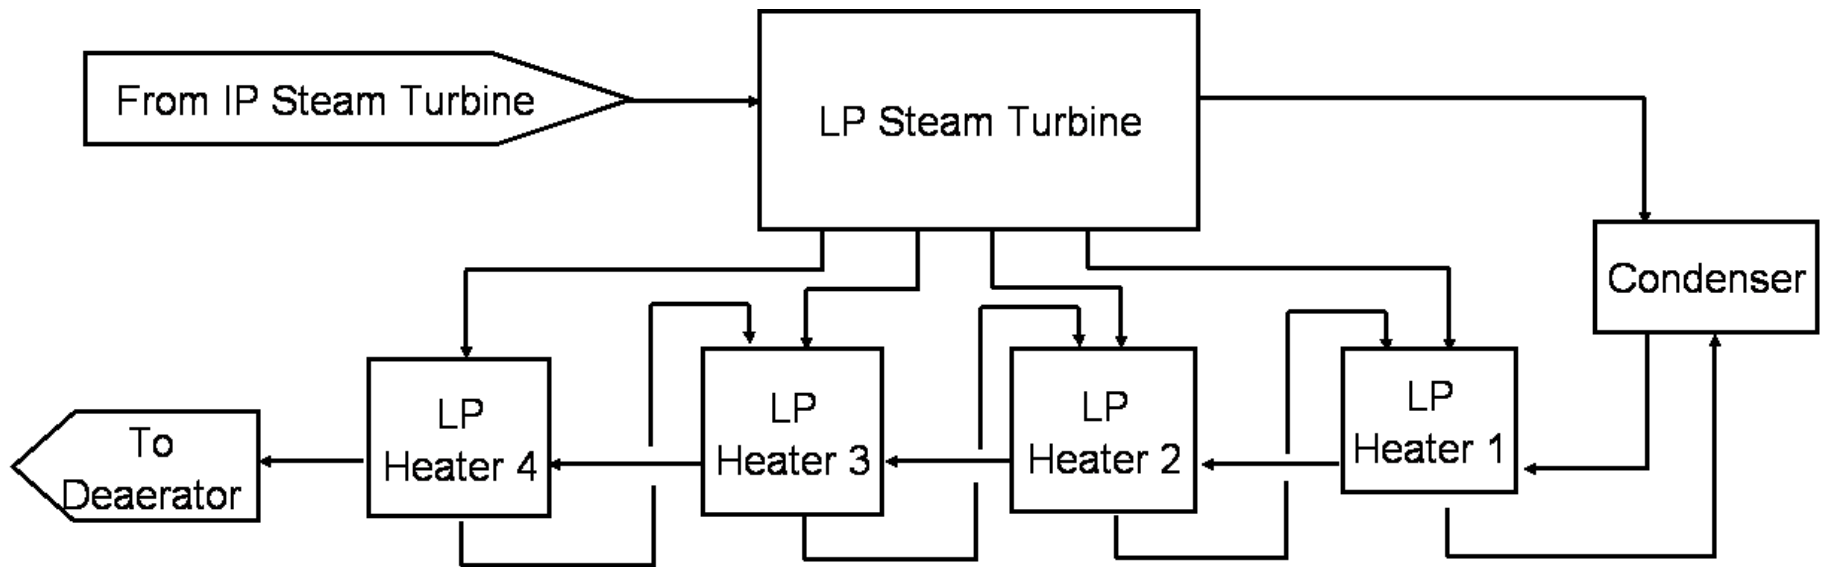 From IP Steam Turbine
LP Steam Turbine
Condenser
LP
Heater 4
LP
Heater 3
LP
Heater 2
LP
Heater 1
To
Deaerator